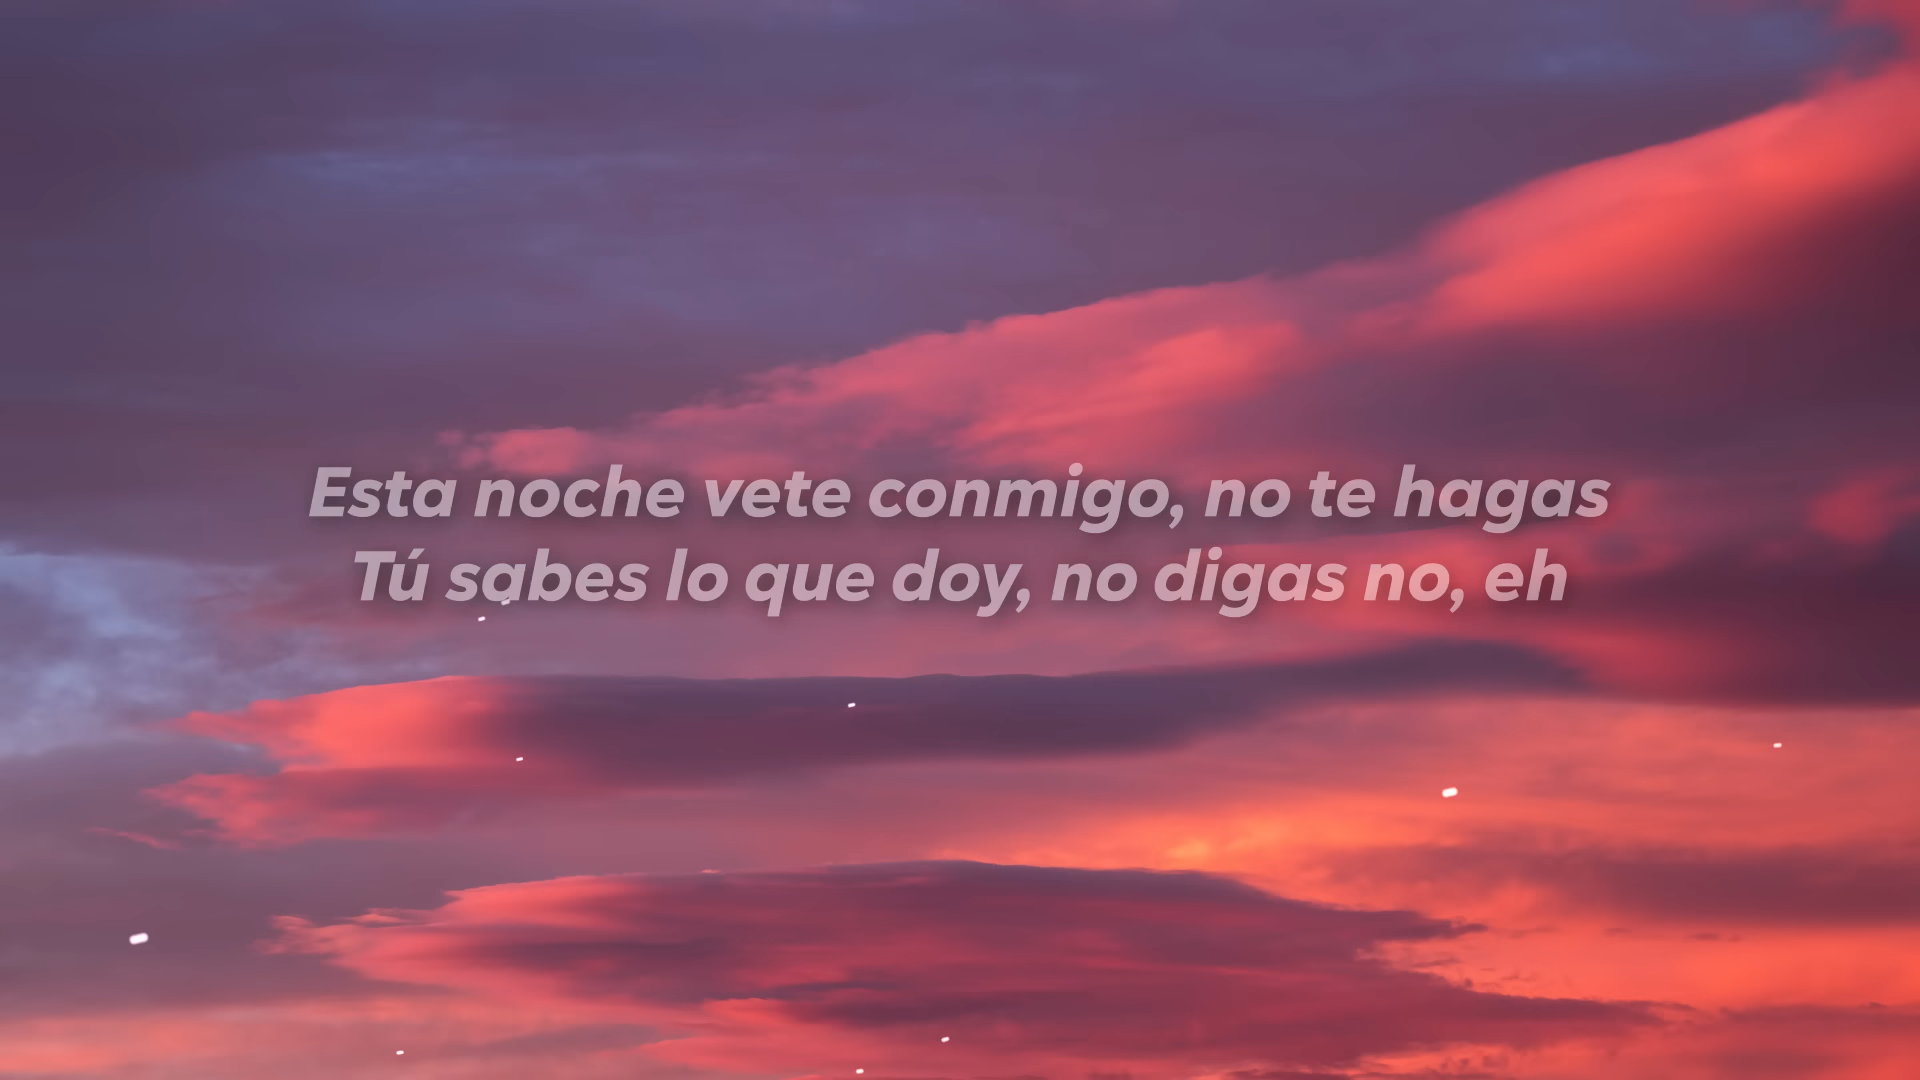 Esta noche vete conmigo, no te hagas
Tú sabes lo que doy, no digas no, eh